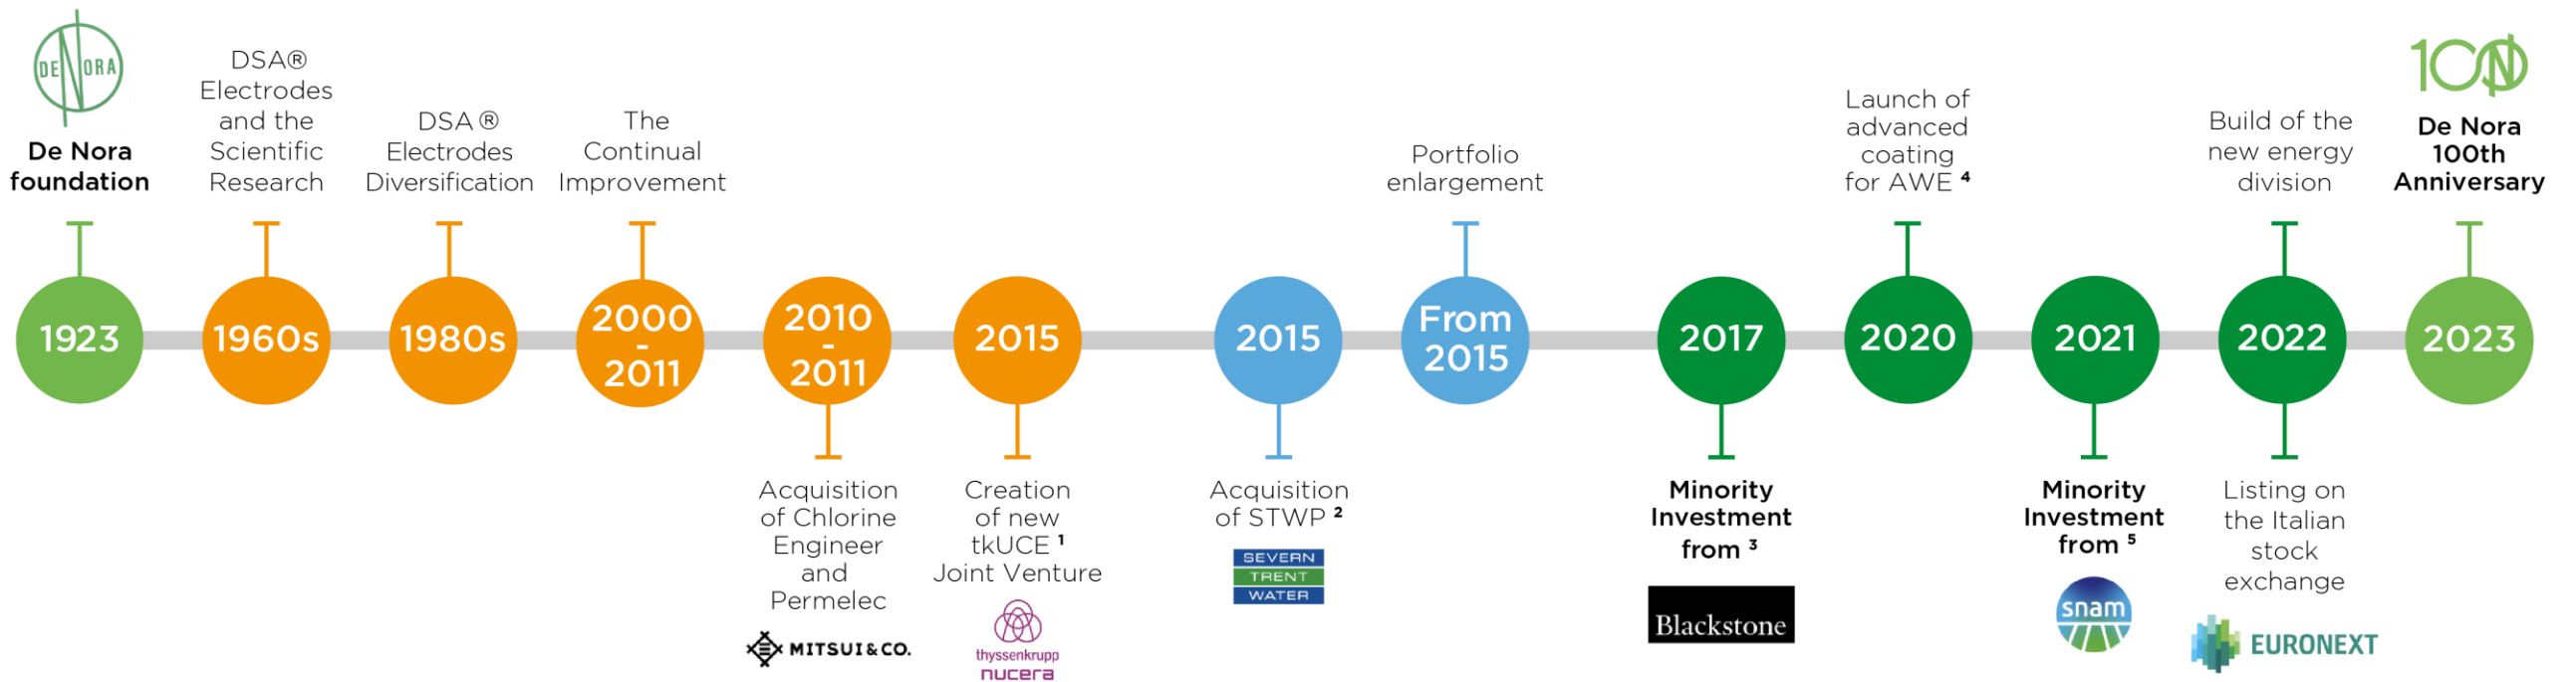 DE NORA
De Nora
foundation
1923
DSA®
Electrodes
and the
Scientific
Research
1960s
DSA ®
Electrodes
Diversification
1980s
The
Continual
Improvement
2000
-
2011
2010
-
2011
Acquisition
of Chlorine
Engineer
and
Permelec
MITSUI & CO.
2015
Creation
of new
tkUCE 1
Joint Venture
thyssenkrupp
nucera
2015
Acquisition
of STWP 2
SEVERN
TRENT
WATER
Portfolio
enlargement
From
2015
2017
Minority
Investment
from 3
Blackstone
Launch of
advanced
coating
for AWE 4
2020
2021
Minority
Investment
from 5
snam
Build of the
new energy
division
2022
Listing on
the Italian
stock
exchange
EURONEXT
100
De Nora
100th
Anniversary
2023